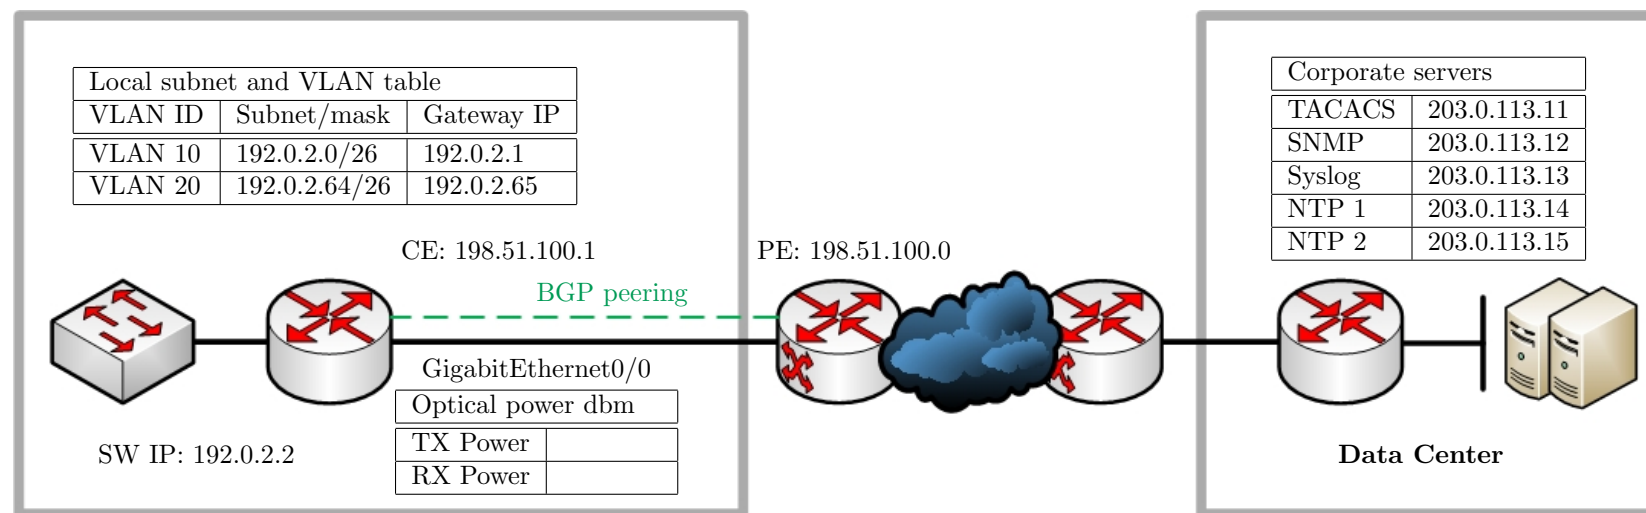 Local subnet and VLAN table
VLAN ID Subnet/mask Gateway IP
VLAN 10 192.0.2.0/26 192.0.2.1
VLAN 20 192.0.2.64/26 192.0.2.65
Corporate servers
TACACS 203.0.113.11
SNMP 203.0.113.12
Syslog 203.0.113.13
NTP 1 203.0.113.14
NTP 2 203.0.113.15
CE: 198.51.100.1
PE: 198.51.100.0
BGP peering
GigabitEthernet0/0
Optical power dbm
TX Power
RX Power
SW IP: 192.0.2.2
Data Center